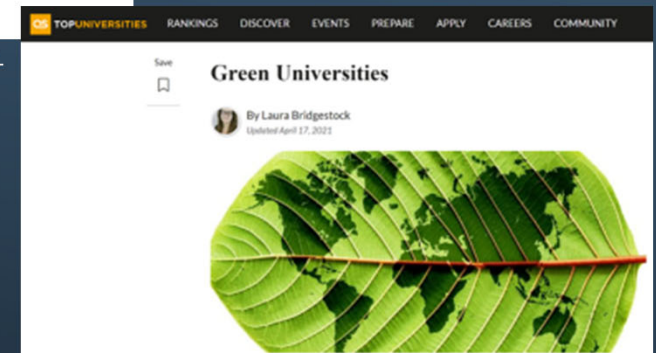 QS TOPUNIVERSITIES RANKINGS DISCOVER EVENTS PREPARE APPLY CAREERS COMMUNITY
Save
Green Universities
By Laura Bridgestock
Updated April 17, 2021